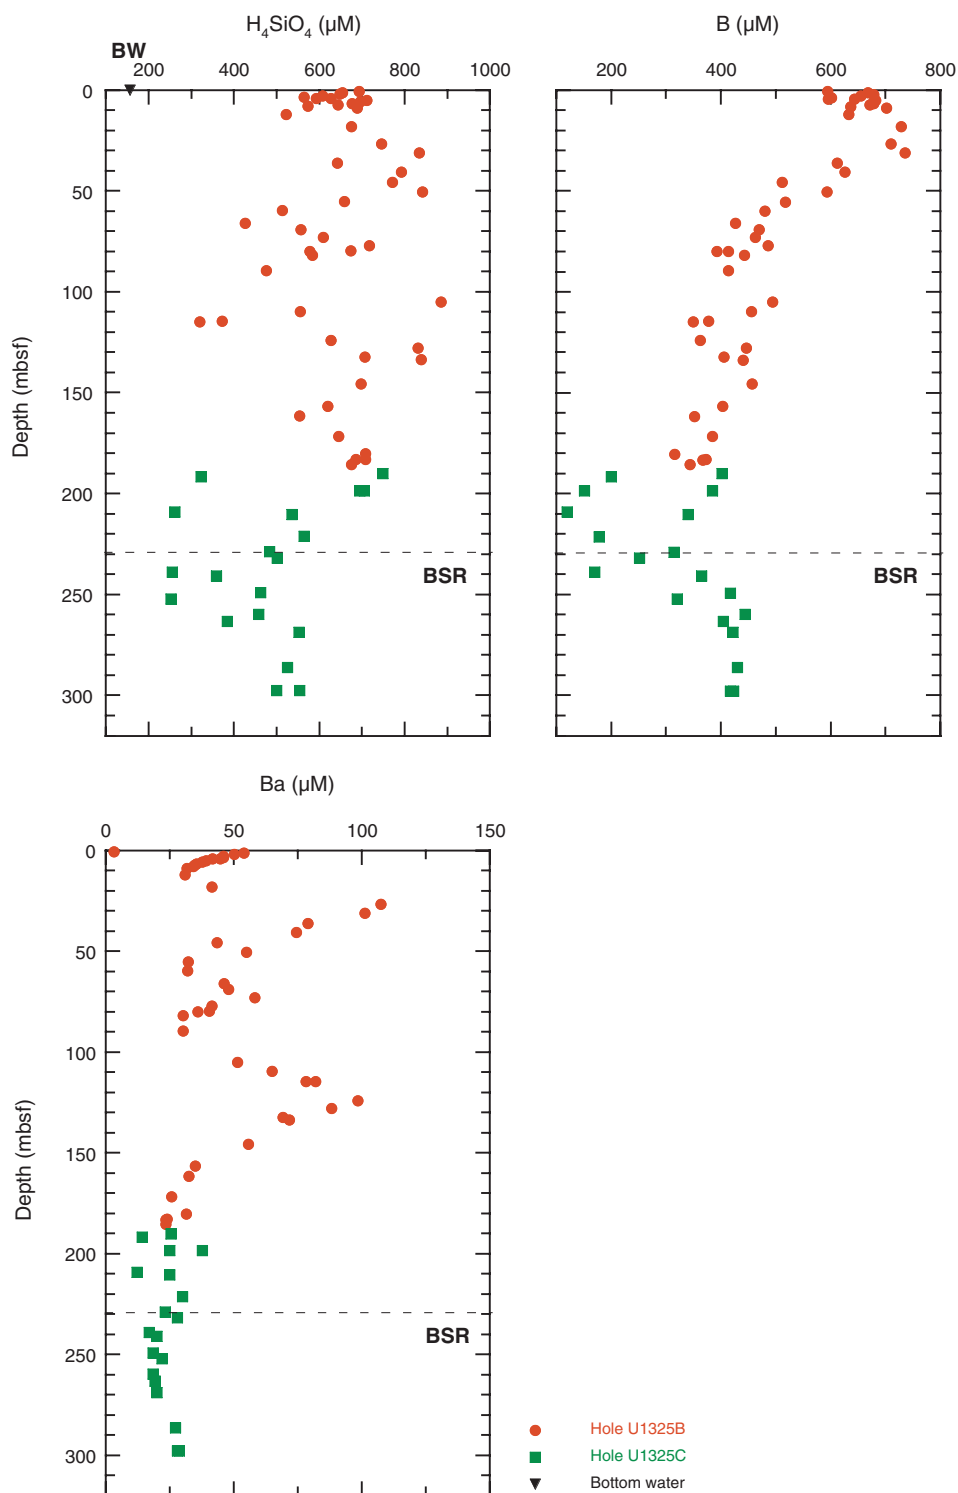 H4SiO4 (µM)
B (µM)
BW
200 400 600 800 1000
200 400 600 800
0
50
100
150
200
250
300
Depth (mbsf)
BSR
BSR
Ba (µM)
0 50 100 150
0
50
100
150
200
250
300
Depth (mbsf)
BSR
Hole U1325B
Hole U1325C
Bottom water